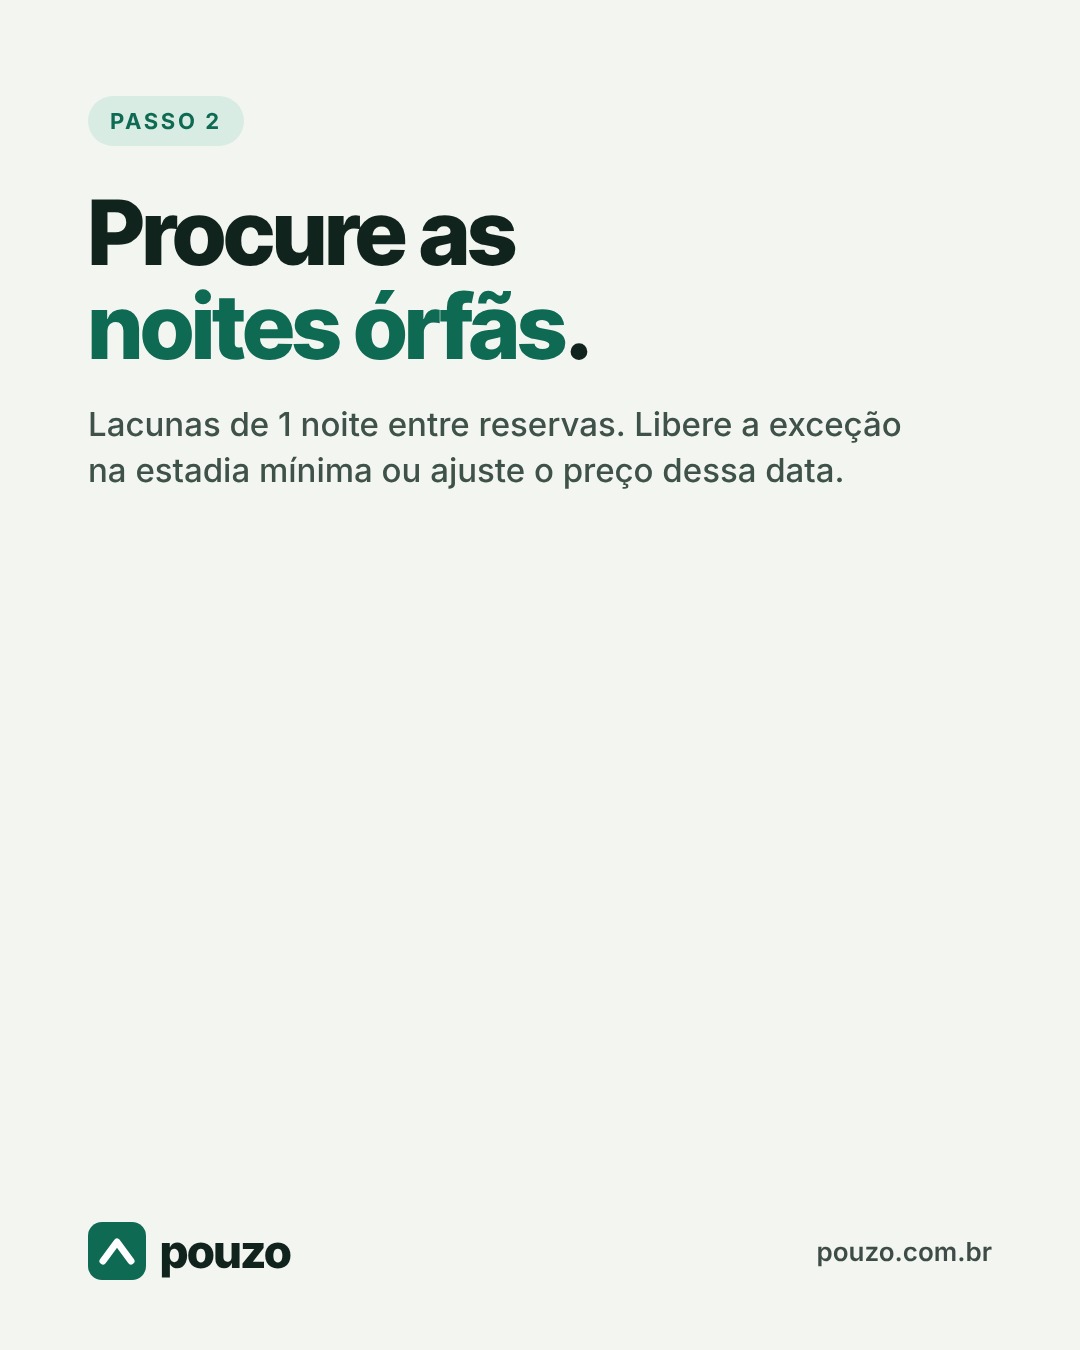 PASSO 2
Procure as
noites órfãs.
Lacunas de 1 noite entre reservas. Libere a exceção
na estadia mínima ou ajuste o preço dessa data.
pouzo
pouzo.com.br